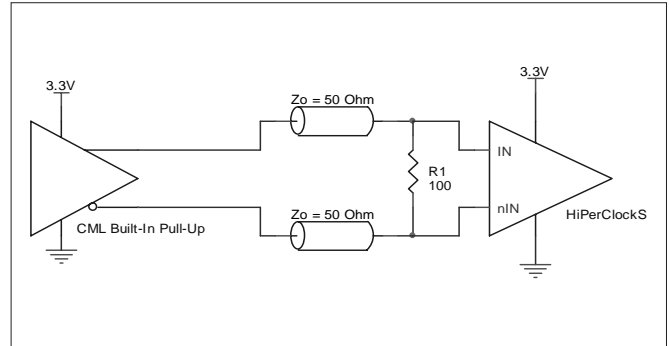 3.3V
3.3V
Zo = 50 Ohm
IN
R1
100
nIN
Zo = 50 Ohm
CML Built-In Pull-Up
HiPerClockS